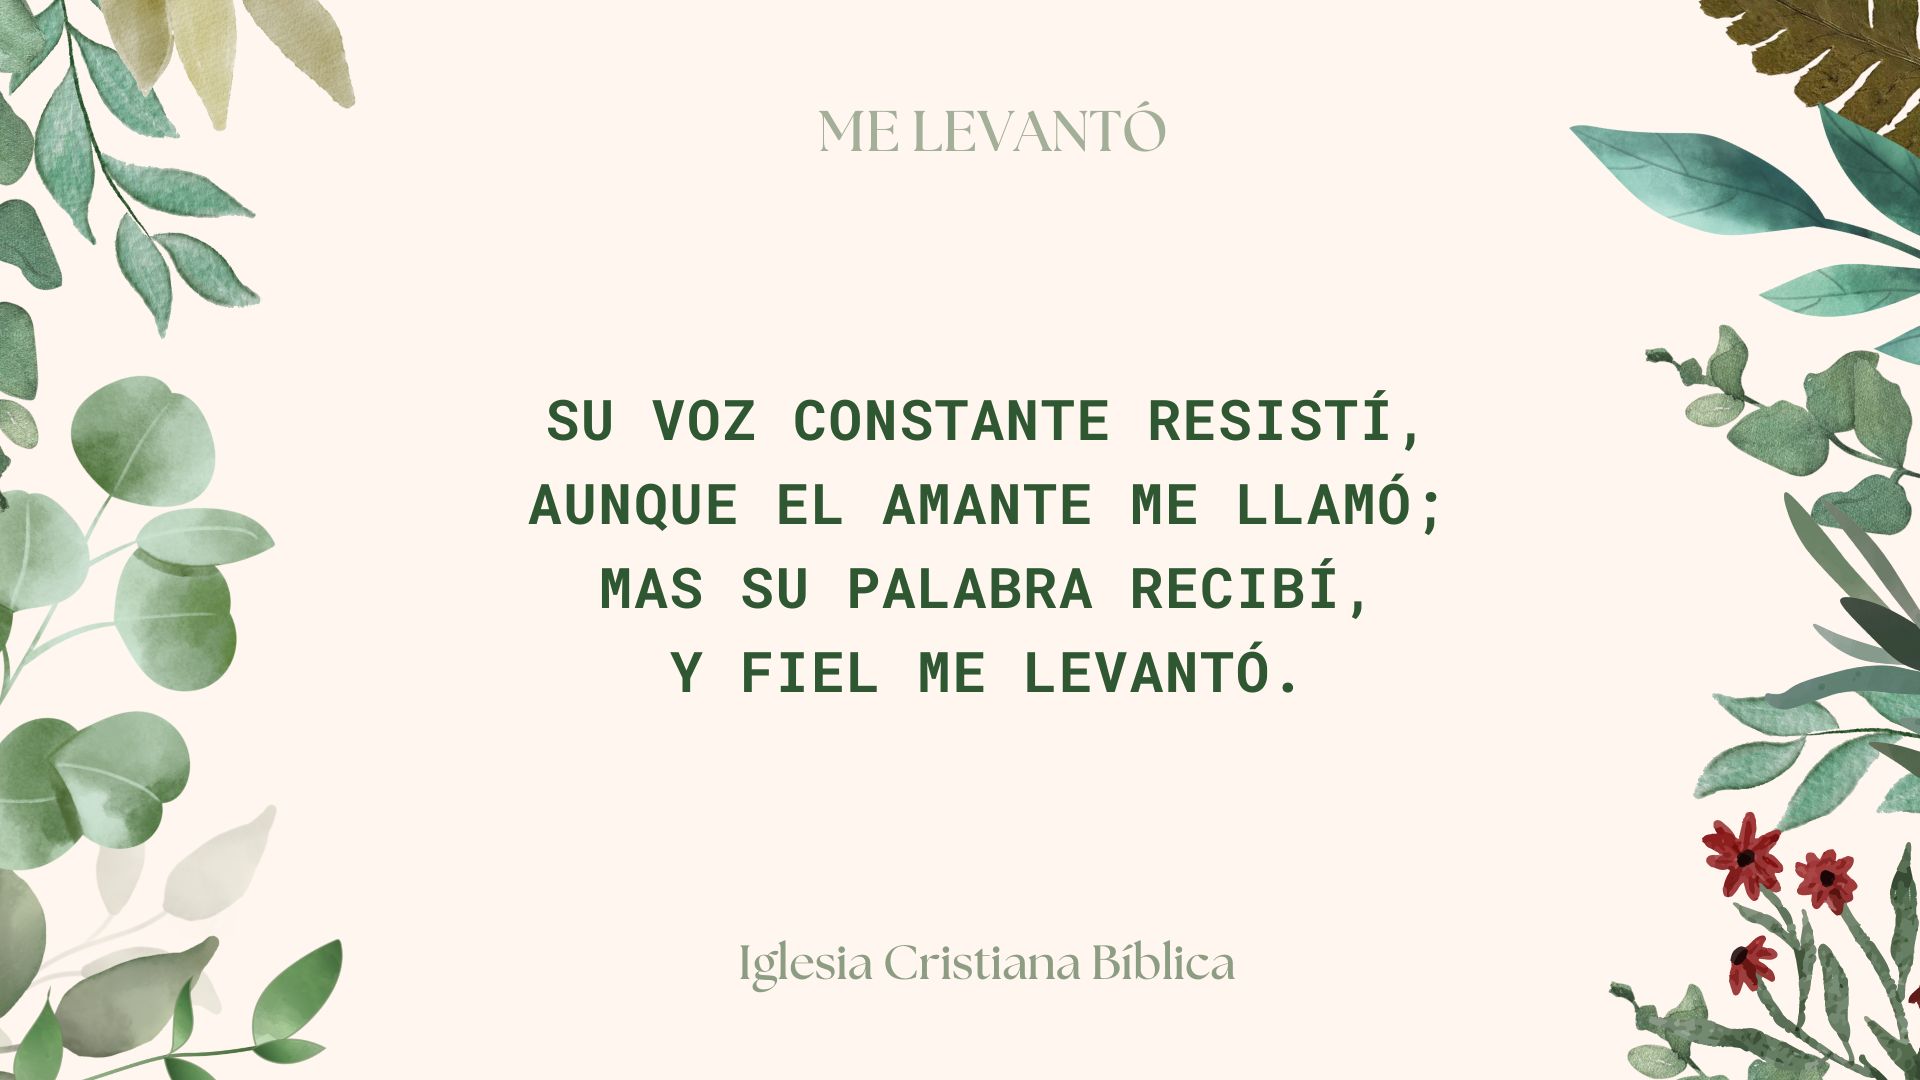 ME LEVANTÓ
SU VOZ CONSTANTE RESISTÍ,
AUNQUE EL AMANTE ME LLAMÓ;
MAS SU PALABRA RECIBÍ,
Y FIEL ME LEVANTÓ.
Iglesia Cristiana Bíblica